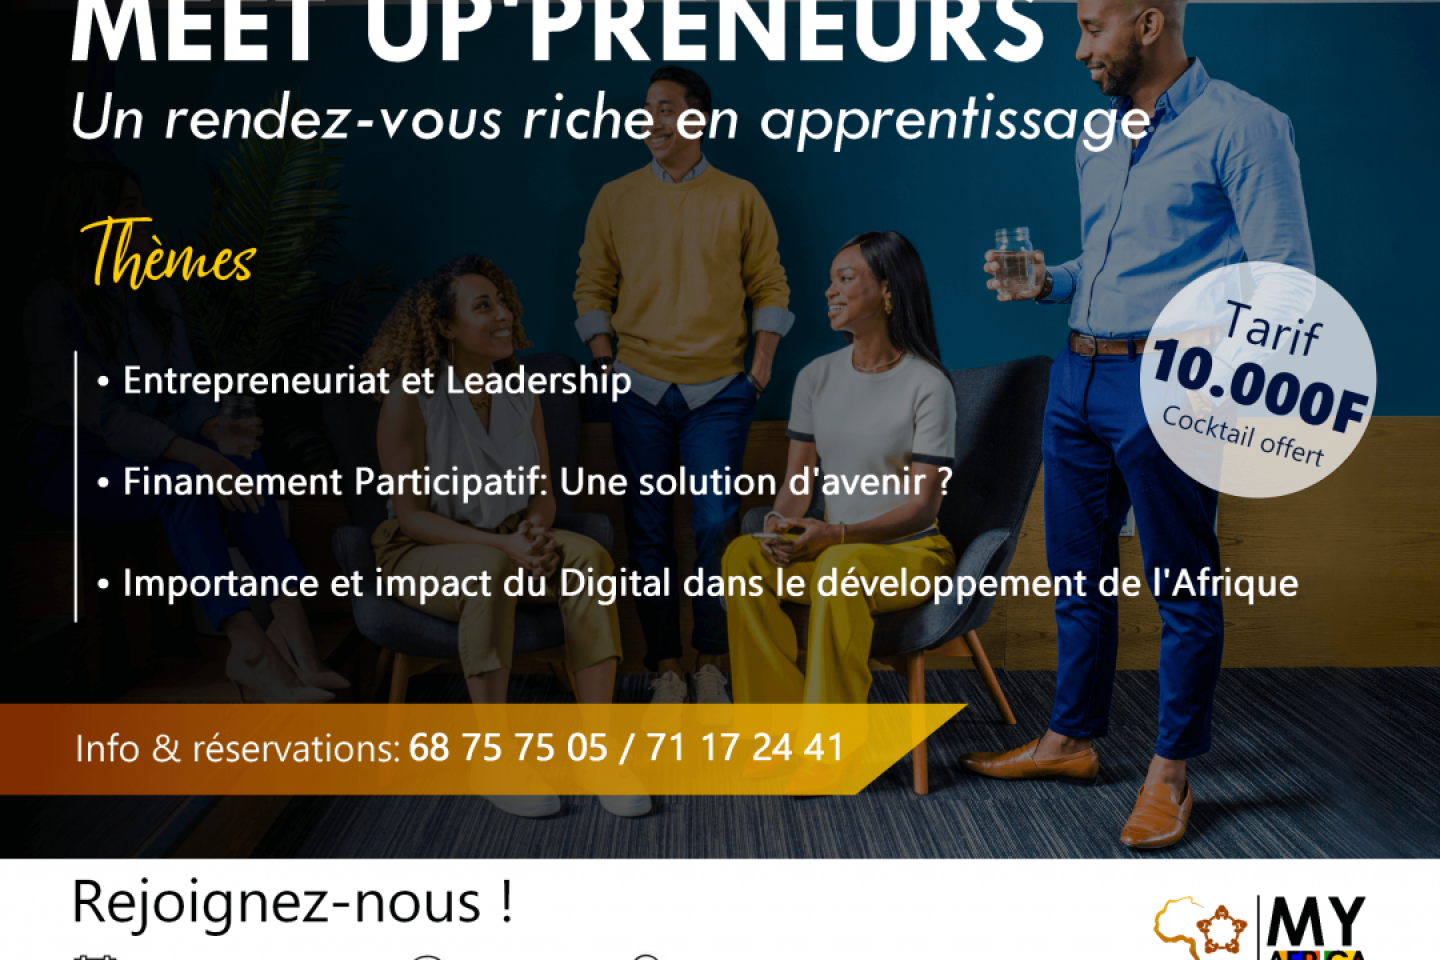 MEET UP'PRENEURS
Un rendez-vous riche en apprentissage
Thèmes
• Entrepreneuriat et Leadership
• Financement Participatif: Une solution d'avenir ?
• Importance et impact du Digital dans le développement de l'Afrique
Tarif
10.000F
Cocktail offert
Info & réservations: 68 75 75 05 / 71 17 24 41
Rejoignez-nous !
MY
AFRICA